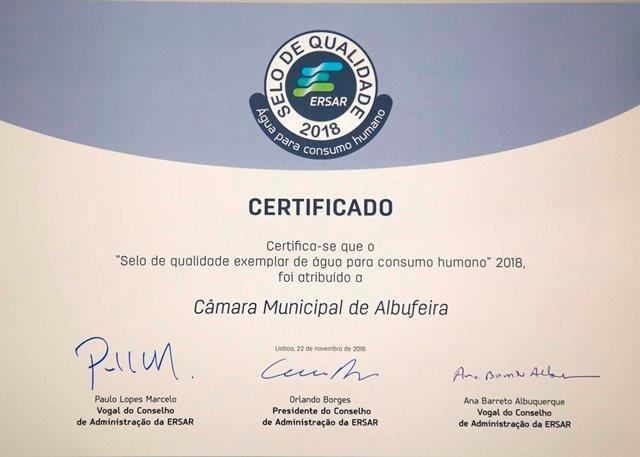 SELO DE QUALIDADE
ERSAR
2018
Água para consumo humano
CERTIFICADO
Certifica-se que o
“Selo de qualidade exemplar de água para consumo humano” 2018,
foi atribuído a
Câmara Municipal de Albufeira
Lisboa, 22 de novembro de 2018
Paulo Lopes Marcelo
Vogal do Conselho
de Administração da ERSAR
Orlando Borges
Presidente do Conselho
de Administração da ERSAR
Ana Barreto Albuquerque
Vogal do Conselho
de Administração da ERSAR